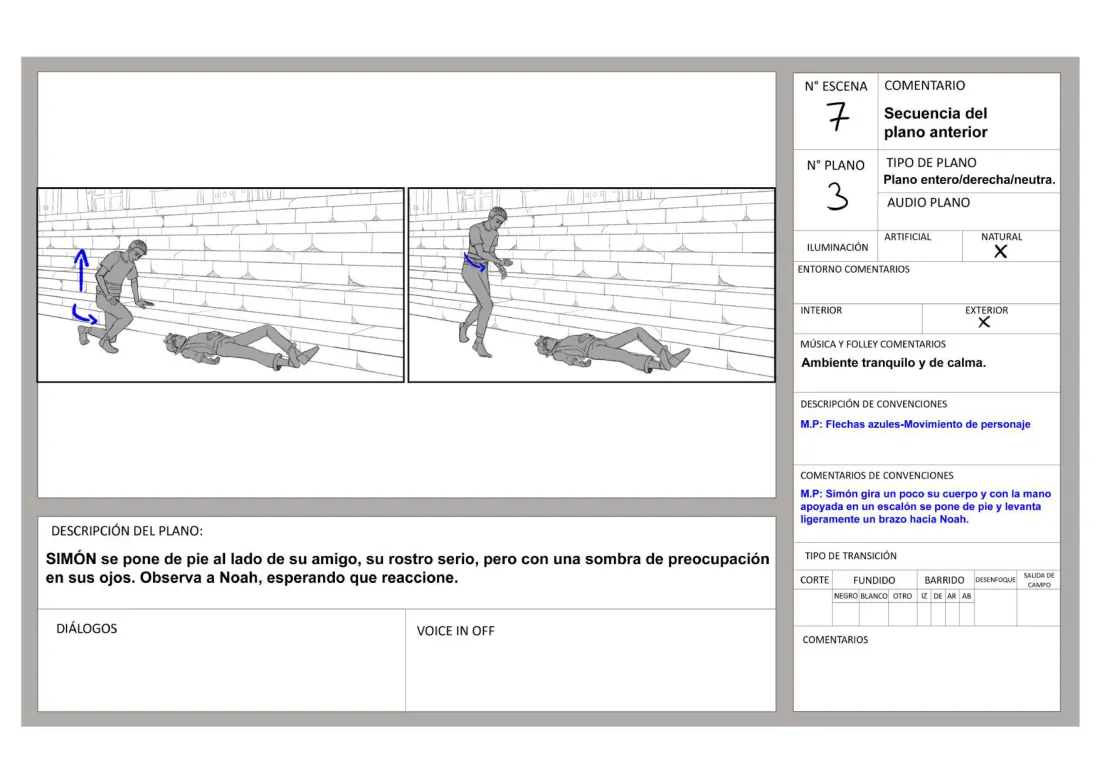 N° ESCENA
7
COMENTARIO
Secuencia del
plano anterior
N° PLANO
3
TIPO DE PLANO
Plano entero/derecha/neutra.
AUDIO PLANO
ILUMINACIÓN
ARTIFICIAL
NATURAL
X
ENTORNO COMENTARIOS
INTERIOR
EXTERIOR
X
MÚSICA Y FOLLEY COMENTARIOS
Ambiente tranquilo y de calma.
DESCRIPCIÓN DE CONVENCIONES
M.P: Flechas azules-Movimiento de personaje
COMENTARIOS DE CONVENCIONES
M.P: Simón gira un poco su cuerpo y con la mano
apoyada en un escalón se pone de pie y levanta
ligeramente un brazo hacia Noah.
TIPO DE TRANSICIÓN
CORTE FUNDIDO BARRIDO DESENFOQUE SALIDA DE
CAMPO
NEGRO BLANCO OTRO IZ DE AR AB
COMENTARIOS
DESCRIPCIÓN DEL PLANO:
SIMÓN se pone de pie al lado de su amigo, su rostro serio, pero con una sombra de preocupación
en sus ojos. Observa a Noah, esperando que reaccione.
DIÁLOGOS
VOICE IN OFF